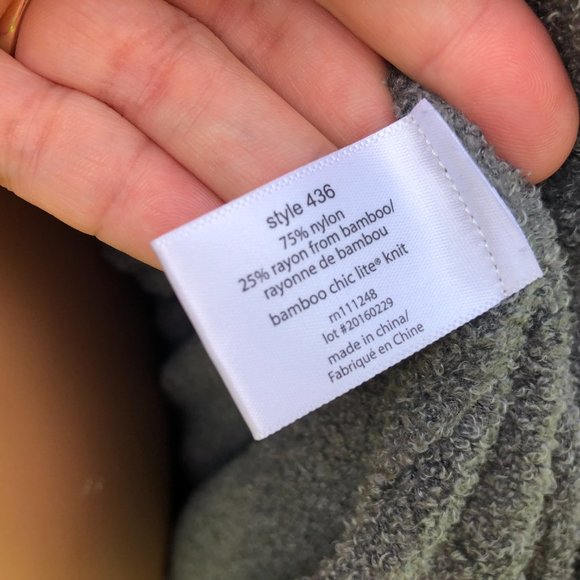 style 436
75% nylon
25% rayon from bamboo/
rayonne de bambou
bamboo chic lite® knit
rn111248
lot #20160229
made in china/
Fabriqué en Chine